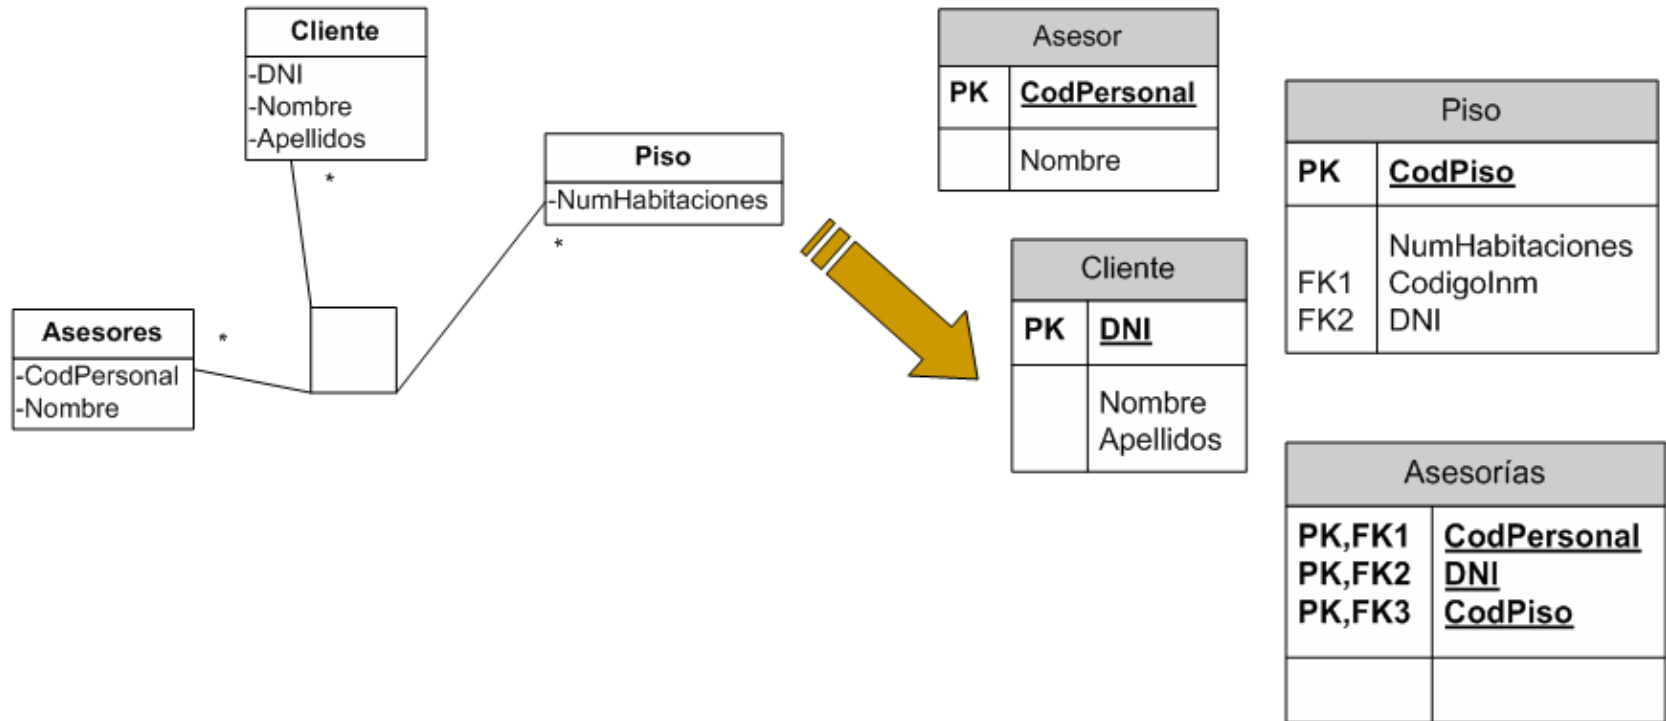 Cliente
-DNI
-Nombre
-Apellidos
*
Piso
-NumHabitaciones
*
Asesores
-CodPersonal
-Nombre
*
Asesor
PK CodPersonal
Nombre
Cliente
PK DNI
Nombre
Apellidos
Piso
PK CodPiso
NumHabitaciones
FK1 CodigoInm
FK2 DNI
Asesorías
PK,FK1 CodPersonal
PK,FK2 DNI
PK,FK3 CodPiso